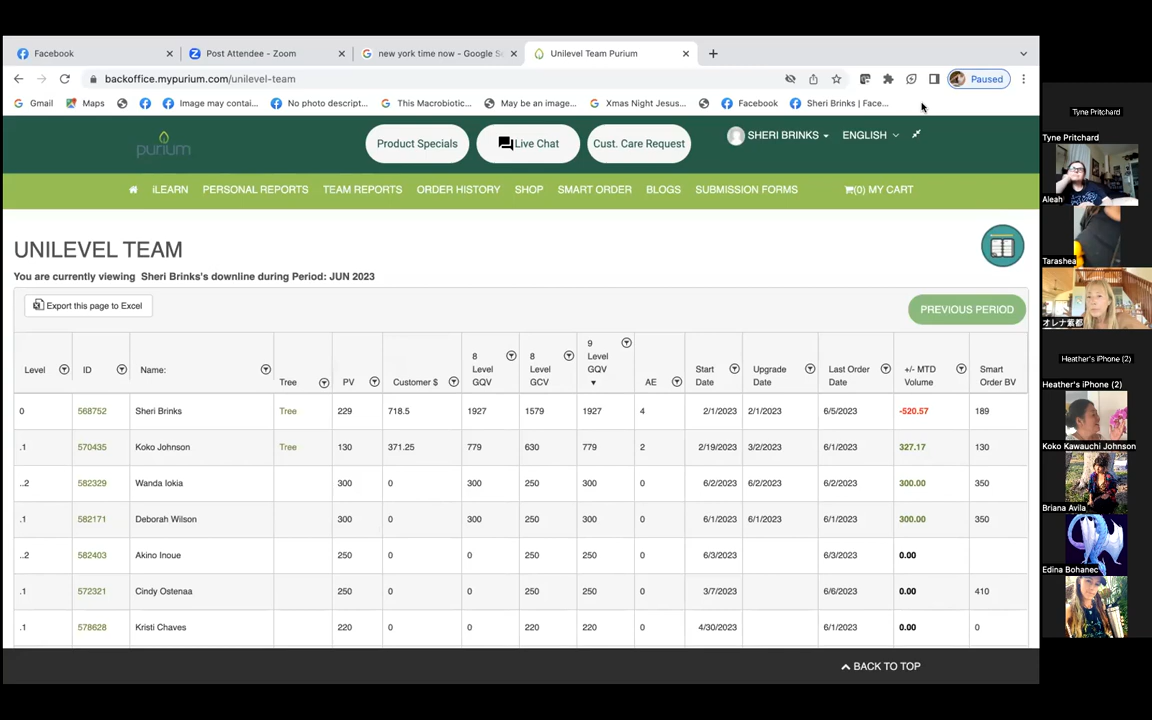 Facebook
Post Attendee - Zoom
new york time now - Google Se
Unilevel Team Purium
backoffice.mypurium.com/unilevel-team
Paused
Gmail
Maps
Image may contai...
No photo descript...
This Macrobiotic...
May be an image...
Xmas Night Jesus...
Facebook
Sheri Brinks | Face...
purium
Product Specials
Live Chat
Cust. Care Request
SHERI BRINKS
ENGLISH
iLEARN PERSONAL REPORTS TEAM REPORTS ORDER HISTORY SHOP SMART ORDER BLOGS SUBMISSION FORMS (0) MY CART
UNILEVEL TEAM
You are currently viewing Sheri Brinks's downline during Period: JUN 2023
Export this page to Excel
PREVIOUS PERIOD
Level ID Name: Tree PV Customer $ 8 Level GQV 8 Level GCV 9 Level GQV AE Start Date Upgrade Date Last Order Date +/- MTD Volume Smart Order BV
0 568752 Sheri Brinks Tree 229 718.5 1927 1579 1927 4 2/1/2023 2/1/2023 6/5/2023 -520.57 189
.1 570435 Koko Johnson Tree 130 371.25 779 630 779 2 2/19/2023 3/2/2023 6/1/2023 327.17 130
..2 582329 Wanda Iokia 300 0 300 250 300 0 6/2/2023 6/2/2023 6/2/2023 300.00 350
.1 582171 Deborah Wilson 300 0 300 250 300 0 6/1/2023 6/1/2023 6/1/2023 300.00 350
..2 582403 Akino Inoue 250 0 0 250 250 0 6/3/2023 6/3/2023 0.00
.1 572321 Cindy Ostenaa 250 0 0 250 250 0 3/7/2023 6/6/2023 0.00 410
.1 578628 Kristi Chaves 220 0 0 220 220 0 4/30/2023 6/1/2023 0.00 0
BACK TO TOP
Tyne Pritchard
Tyne Pritchard
Aleah
Tarashea
オレナ紫都
Heather's iPhone (2)
Heather's iPhone (2)
Koko Kawauchi Johnson
Briana Avila
Edina Bohanec